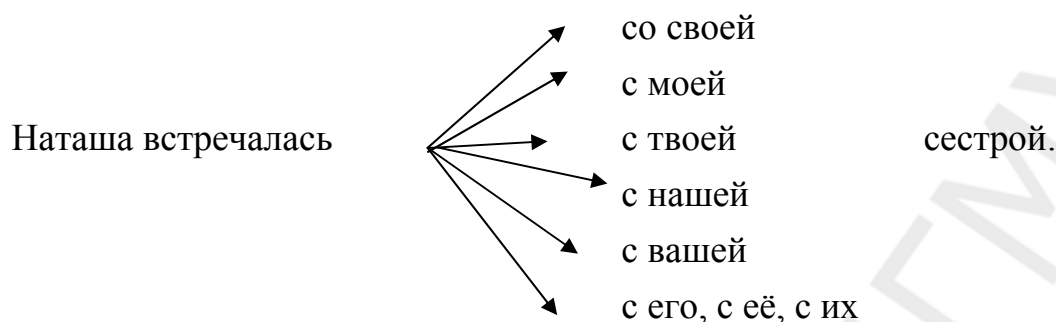 со своей
с моей
Наташа встречалась с твоей сестрой.
с нашей
с вашей
с его, с её, с их